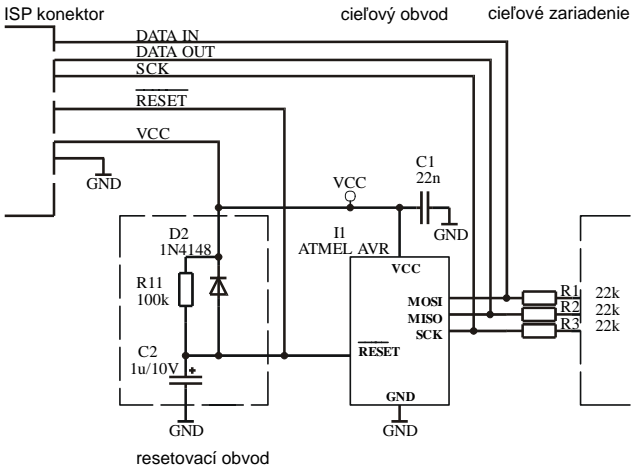 ISP konektor
cieľový obvod
cieľové zariadenie
DATA IN
DATA OUT
SCK
RESET
VCC
GND
C1
22n
VCC
GND
D2
1N4148
I1
ATMEL AVR
VCC
R11
100k
MOSI
R1
22k
MISO
R2
22k
SCK
R3
22k
RESET
C2
1u/10V
+
GND
GND
GND
resetovací obvod